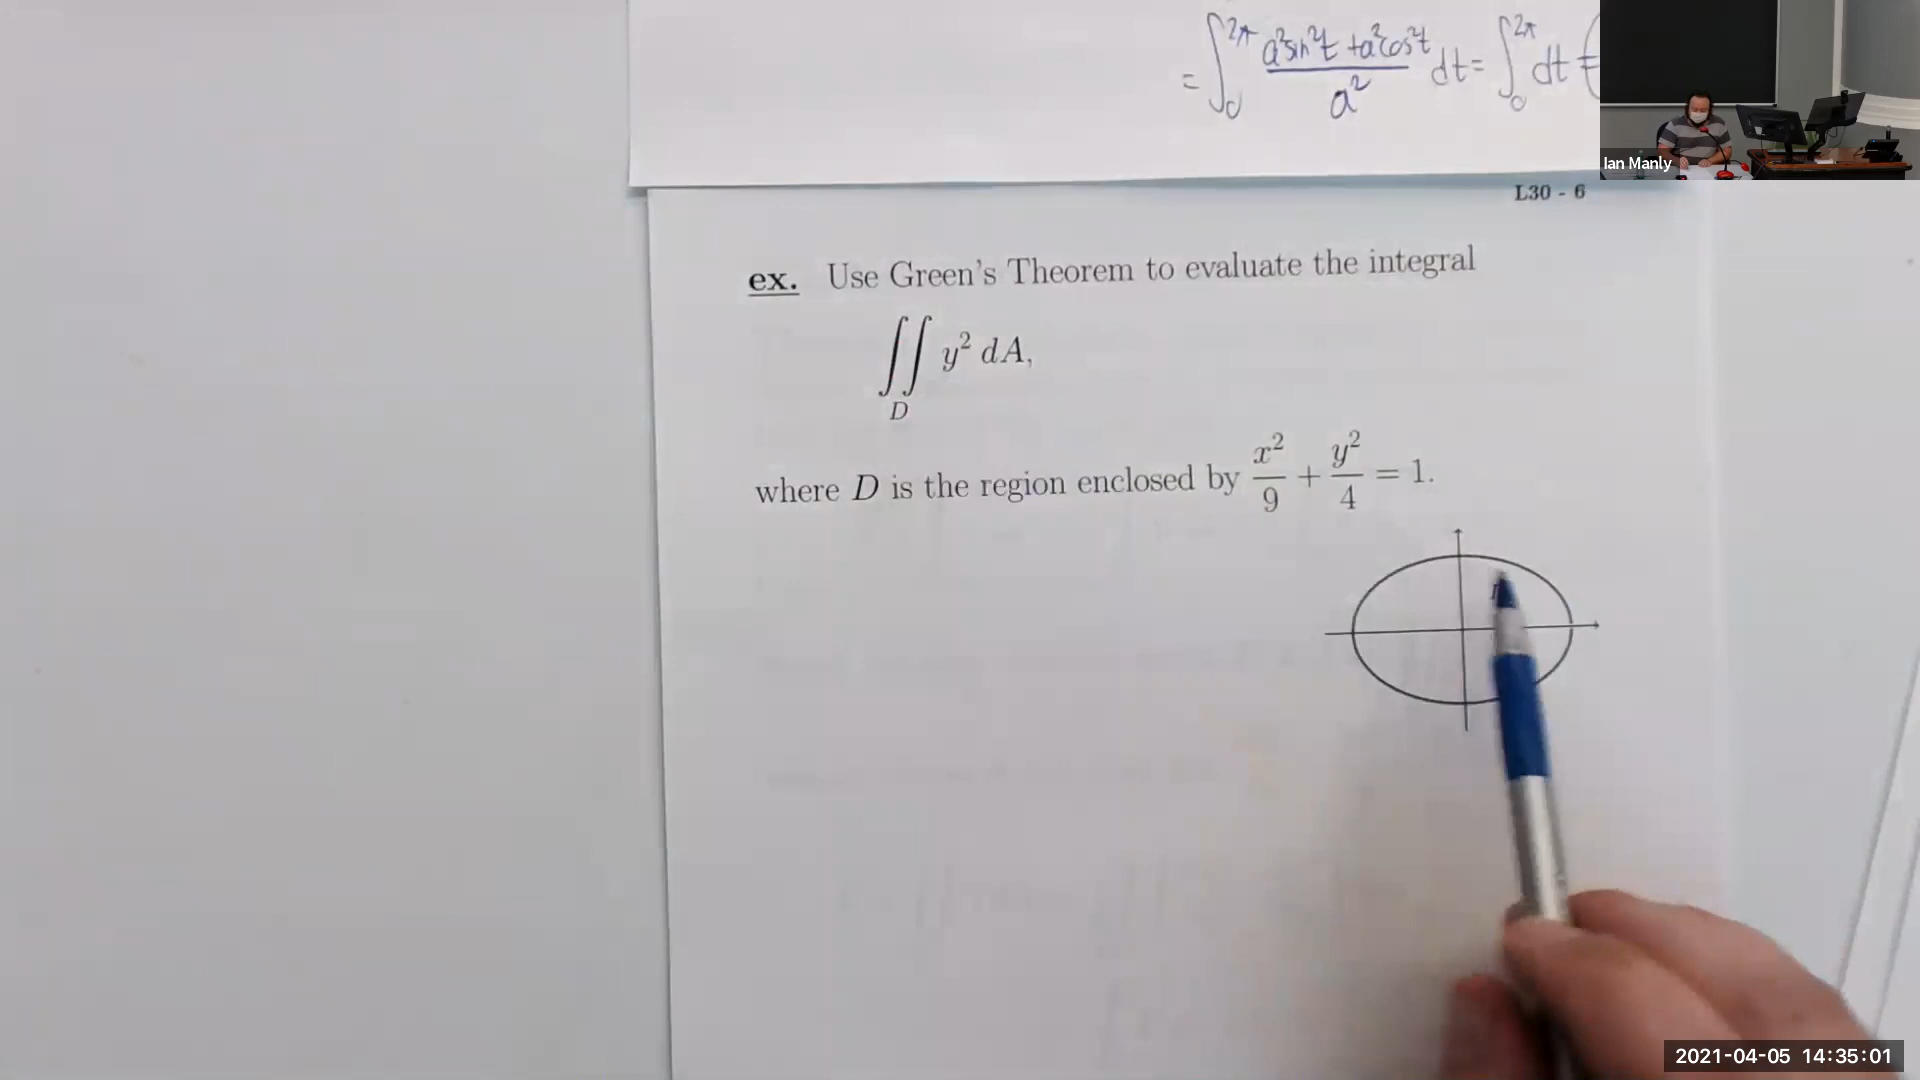 = ∫₀^2π (a²sin²t + a²cos²t)/a² dt = ∫₀^2π dt =
Ian Manly
L30 - 6
ex. Use Green's Theorem to evaluate the integral
∬_D y² dA,
where D is the region enclosed by x²/9 + y²/4 = 1.
2021-04-05 14:35:01